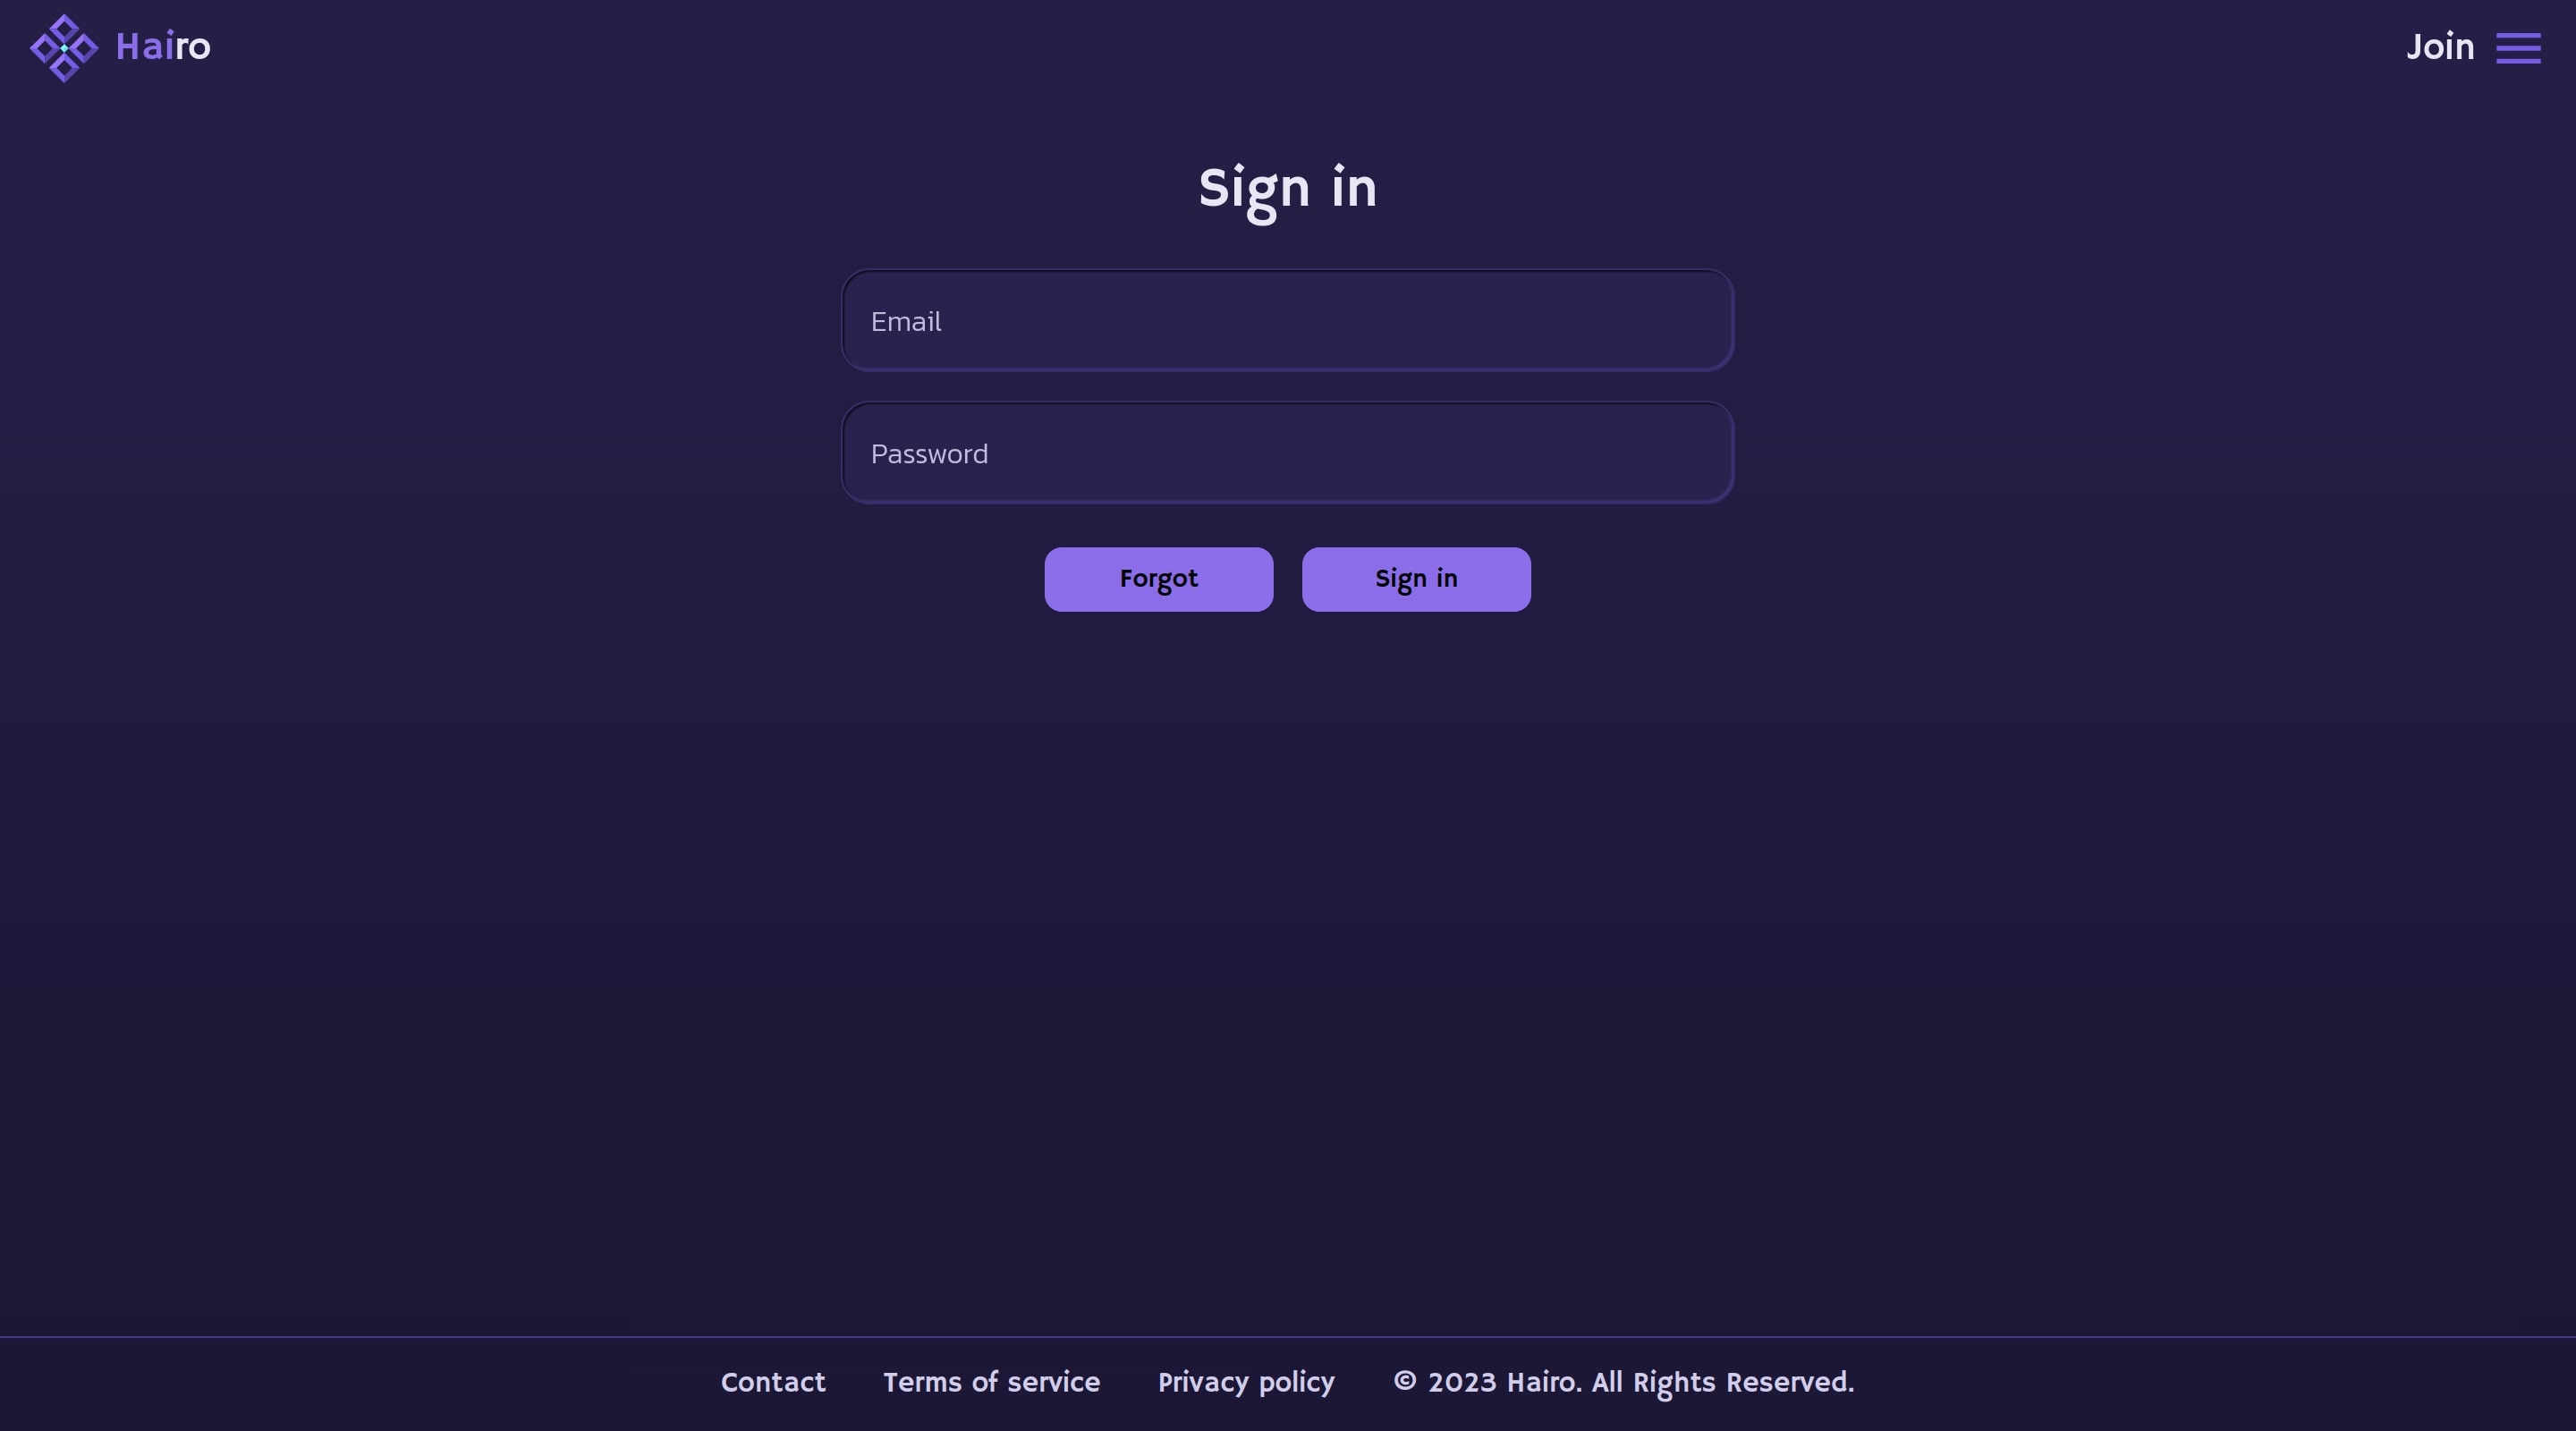 Hairo
Join
Sign in
Email
Password
Forgot
Sign in
Contact
Terms of service
Privacy policy
© 2023 Hairo. All Rights Reserved.